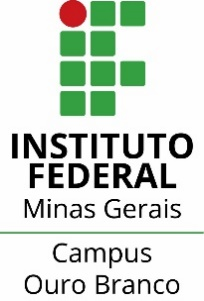 INSTITUTO
FEDERAL
Minas Gerais
Campus
Ouro Branco